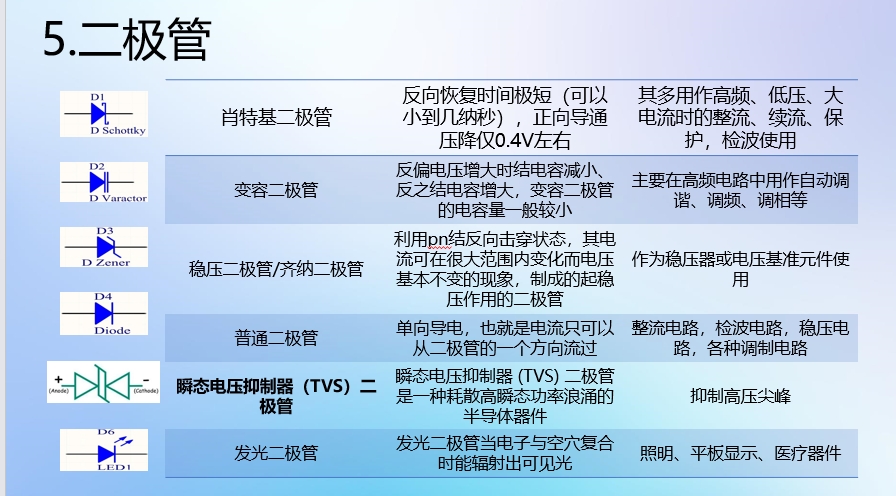 5.二极管
D1
D Schottky
肖特基二极管
反向恢复时间极短（可以
小到几纳秒），正向导通
压降仅0.4V左右
其多用作高频、低压、大
电流时的整流、续流、保
护，检波使用
D2
D Varactor
变容二极管
反偏电压增大时结电容减小、
反之结电容增大，变容二极管
的电容量一般较小
主要在高频电路中用作自动调
谐、调频、调相等
D3
D Zener
稳压二极管/齐纳二极管
利用pn结反向击穿状态，其电
流可在很大范围内变化而电压
基本不变的现象，制成的起稳
压作用的二极管
作为稳压器或电压基准元件使
用
D4
Diode
普通二极管
单向导电，也就是电流只可以
从二极管的一个方向流过
整流电路，检波电路，稳压电
路，各种调制电路
+ -
(Anode) (Cathode)
瞬态电压抑制器（TVS）二
极管
瞬态电压抑制器 (TVS) 二极管
是一种耗散高瞬态功率浪涌的
半导体器件
抑制高压尖峰
D6
LED1
发光二极管
发光二极管当电子与空穴复合
时能辐射出可见光
照明、平板显示、医疗器件